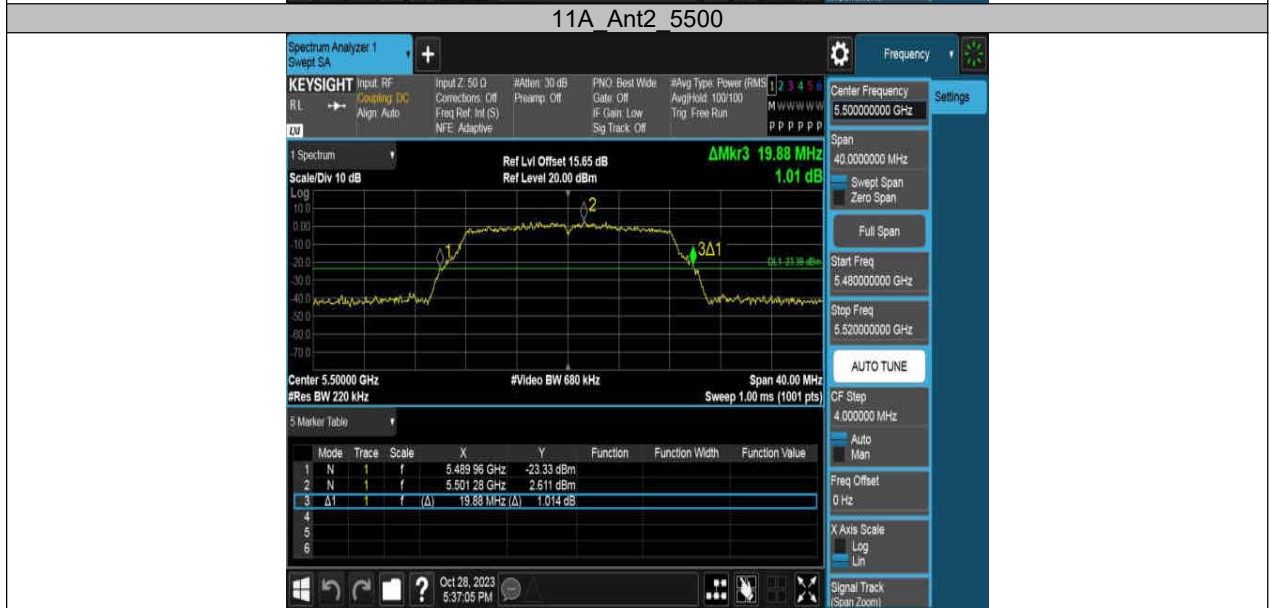 11A_Ant2_5500
Spectrum Analyzer 1
Swept SA
+
Frequency
KEYSIGHT
RL
Input: RF
Coupling: DC
Align: Auto
Input Z: 50 Ω
Corrections: Off
Freq Ref: Int (S)
NFE: Adaptive
#Atten: 30 dB
Preamp: Off
PNO: Best Wide
Gate: Off
IF Gain: Low
Sig Track: Off
#Avg Type: Power (RMS
Avg|Hold: 100/100
Trig: Free Run
1 2 3 4 5 6
M W W W W W
P P P P P P
1 Spectrum
Scale/Div 10 dB
Ref Lvl Offset 15.65 dB
Ref Level 20.00 dBm
ΔMkr3 19.88 MHz
1.01 dB
Log
10.0
0.00
-10.0
-20.0
-30.0
-40.0
-50.0
-60.0
-70.0
1
2
3Δ1
DL1 -23.39 dBm
Center 5.50000 GHz
#Res BW 220 kHz
#Video BW 680 kHz
Span 40.00 MHz
Sweep 1.00 ms (1001 pts)
5 Marker Table
Mode Trace Scale X Y Function Function Width Function Value
1 N 1 f 5.489 96 GHz -23.33 dBm
2 N 1 f 5.501 28 GHz 2.611 dBm
3 Δ1 1 f (Δ) 19.88 MHz (Δ) 1.014 dB
4
5
6
?
Oct 28, 2023
5:37:05 PM
Center Frequency
5.500000000 GHz
Settings
Span
40.0000000 MHz
Swept Span
Zero Span
Full Span
Start Freq
5.480000000 GHz
Stop Freq
5.520000000 GHz
AUTO TUNE
CF Step
4.000000 MHz
Auto
Man
Freq Offset
0 Hz
X Axis Scale
Log
Lin
Signal Track
(Span Zoom)